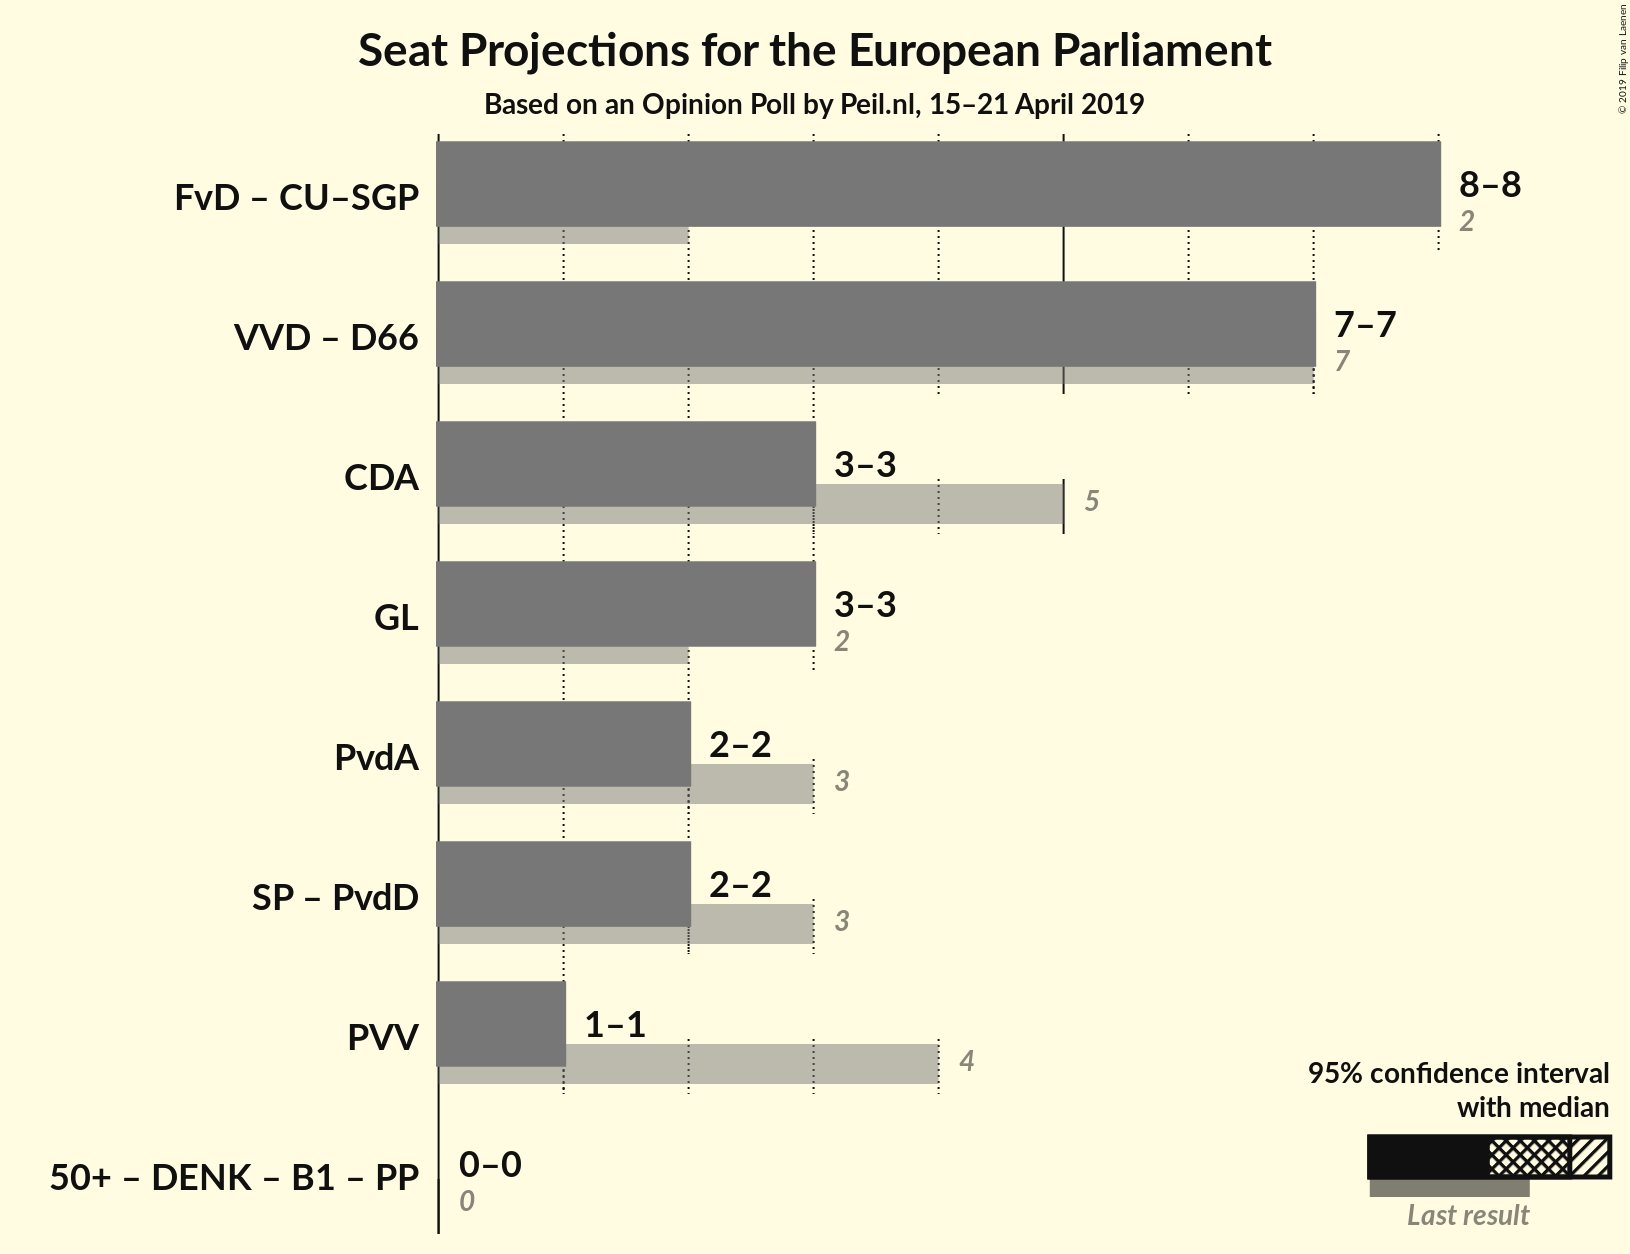 Seat Projections for the European Parliament
Based on an Opinion Poll by Peil.nl, 15–21 April 2019
© 2019 Filip van Laenen
FvD – CU–SGP
8–8
2
VVD – D66
7–7
7
CDA
3–3
5
GL
3–3
2
PvdA
2–2
3
SP – PvdD
2–2
3
PVV
1–1
4
50+ – DENK – B1 – PP
0–0
0
95% confidence interval
with median
Last result